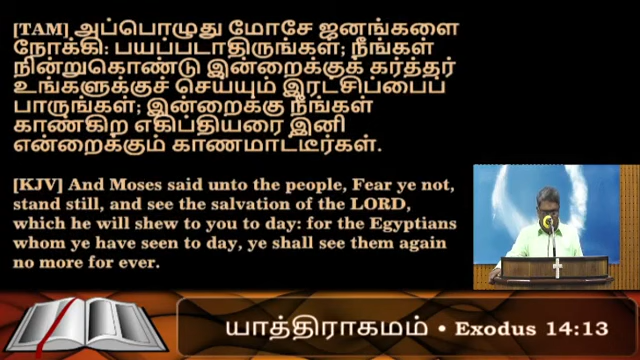 [TAM] அப்பொழுது மோசே ஜனங்களை
நோக்கி: பயப்படாதிருங்கள்; நீங்கள்
நின்றுகொண்டு இன்றைக்குக் கர்த்தர்
உங்களுக்குச் செய்யும் இரட்சிப்பைப்
பாருங்கள்; இன்றைக்கு நீங்கள்
காண்கிற எகிப்தியரை இனி
என்றைக்கும் காணமாட்டீர்கள்.
[KJV] And Moses said unto the people, Fear ye not,
stand still, and see the salvation of the LORD,
which he will shew to you to day: for the Egyptians
whom ye have seen to day, ye shall see them again
no more for ever.
யாத்திராகமம் • Exodus 14:13